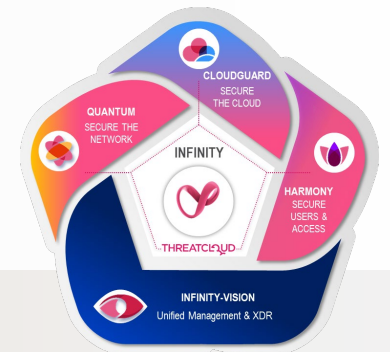 CLOUDGUARD
SECURE
THE CLOUD
QUANTUM
SECURE THE
NETWORK
INFINITY
HARMONY
SECURE
USERS &
ACCESS
THREATCLOUD
INFINITY-VISION
Unified Management & XDR